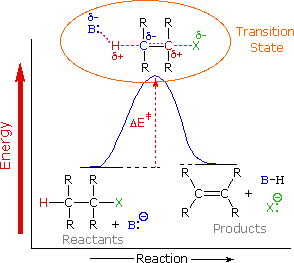 δ-
B:
R R
δ- δ-
H C C X
δ+ δ+
R R
Transition
State
Energy
ΔE‡
R R
H X
R R
+ B:⊖
Reactants
R R
R R
+ B-H
X:⊖
Products
Reaction